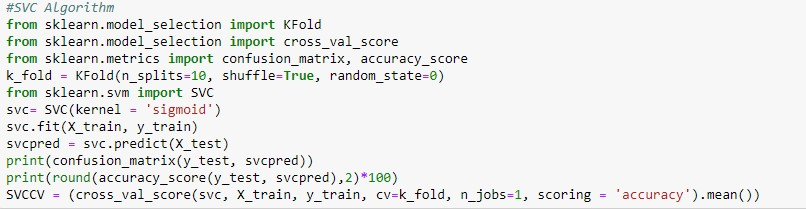 #SVC Algorithm
from sklearn.model_selection import KFold
from sklearn.model_selection import cross_val_score
from sklearn.metrics import confusion_matrix, accuracy_score
k_fold = KFold(n_splits=10, shuffle=True, random_state=0)
from sklearn.svm import SVC
svc= SVC(kernel = 'sigmoid')
svc.fit(X_train, y_train)
svcpred = svc.predict(X_test)
print(confusion_matrix(y_test, svcpred))
print(round(accuracy_score(y_test, svcpred),2)*100)
SVCCV = (cross_val_score(svc, X_train, y_train, cv=k_fold, n_jobs=1, scoring = 'accuracy').mean())